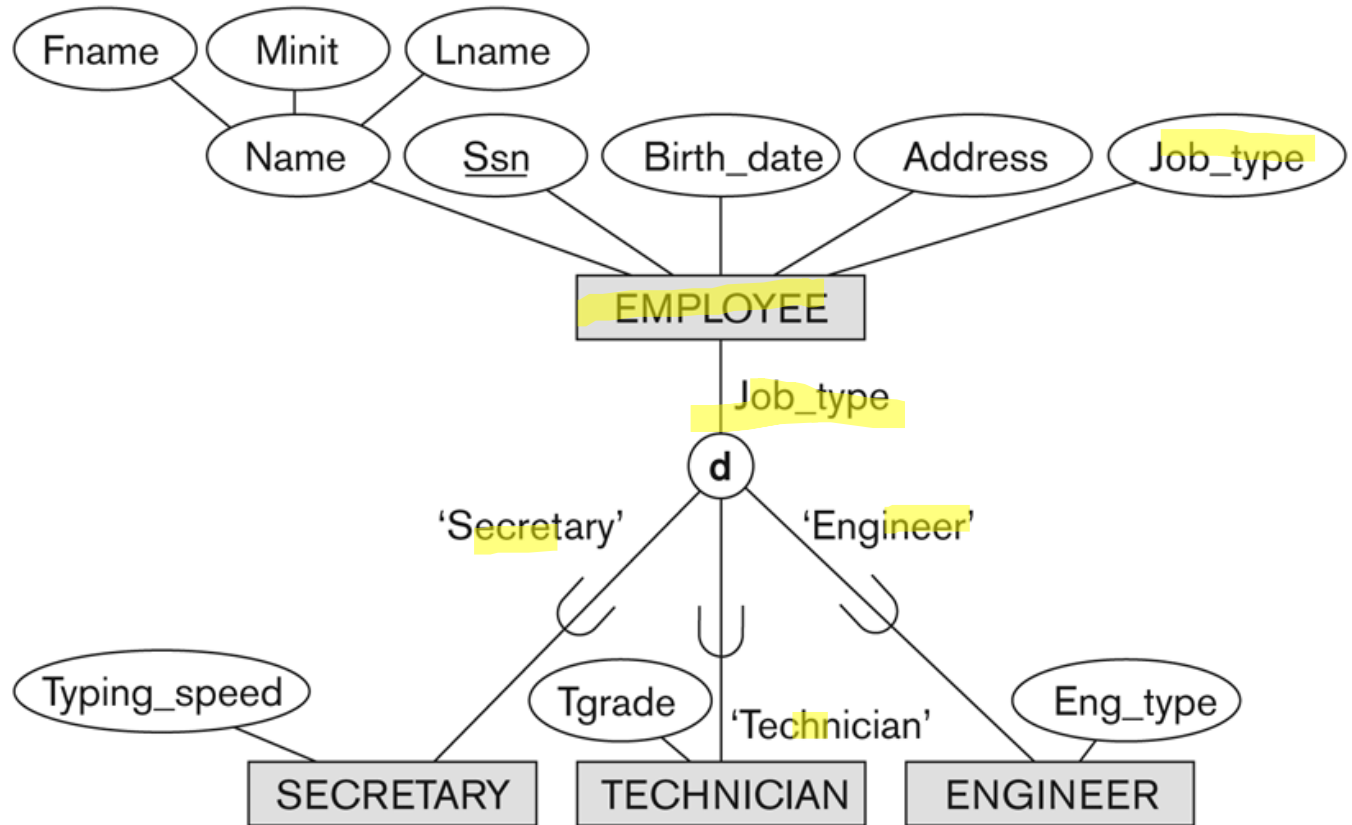 Fname Minit Lname
Name Ssn Birth_date Address Job_type
EMPLOYEE
Job_type
d
‘Secretary’ ‘Engineer’
Typing_speed Tgrade Eng_type
‘Technician’
SECRETARY TECHNICIAN ENGINEER